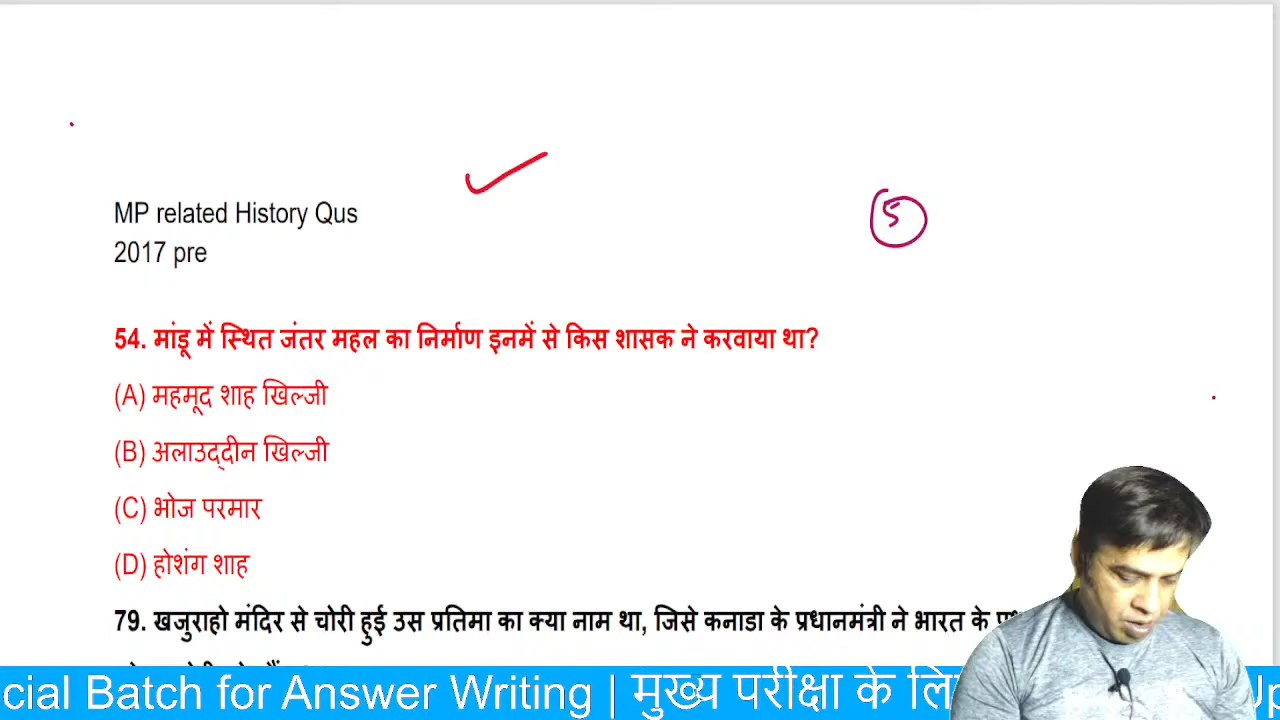 MP related History Qus
5
2017 pre
54. मांडू में स्थित जंतर महल का निर्माण इनमें से किस शासक ने करवाया था?
(A) महमूद शाह खिल्जी
(B) अलाउद्दीन खिल्जी
(C) भोज परमार
(D) होशंग शाह
79. खजुराहो मंदिर से चोरी हुई उस प्रतिमा का क्या नाम था, जिसे कनाडा के प्रधानमंत्री ने भारत के
cial Batch for Answer Writing | मुख्य परीक्षा के